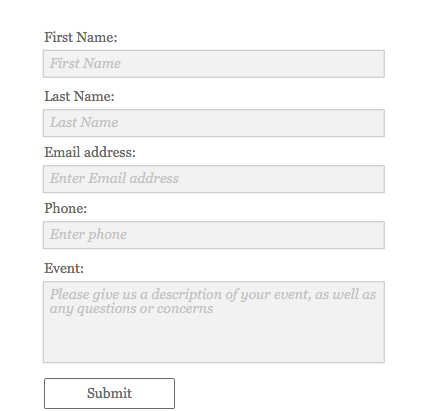 First Name:
First Name
Last Name:
Last Name
Email address:
Enter Email address
Phone:
Enter phone
Event:
Please give us a description of your event, as well as
any questions or concerns
Submit